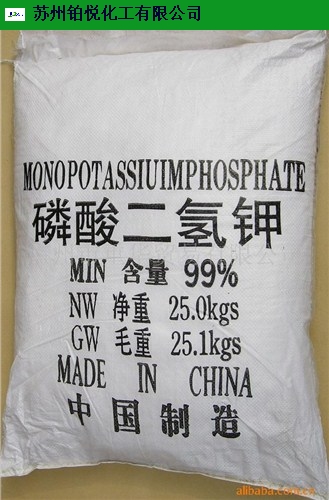 苏州铂悦化工有限公司
MONOPOTASSIUIMPHOSPHATE
磷酸二氢钾
MIN 含量 99%
NW 净重 25.0kgs
GW 毛重 25.1kgs
MADE IN CHINA
中国制造
alibaba.com.cn